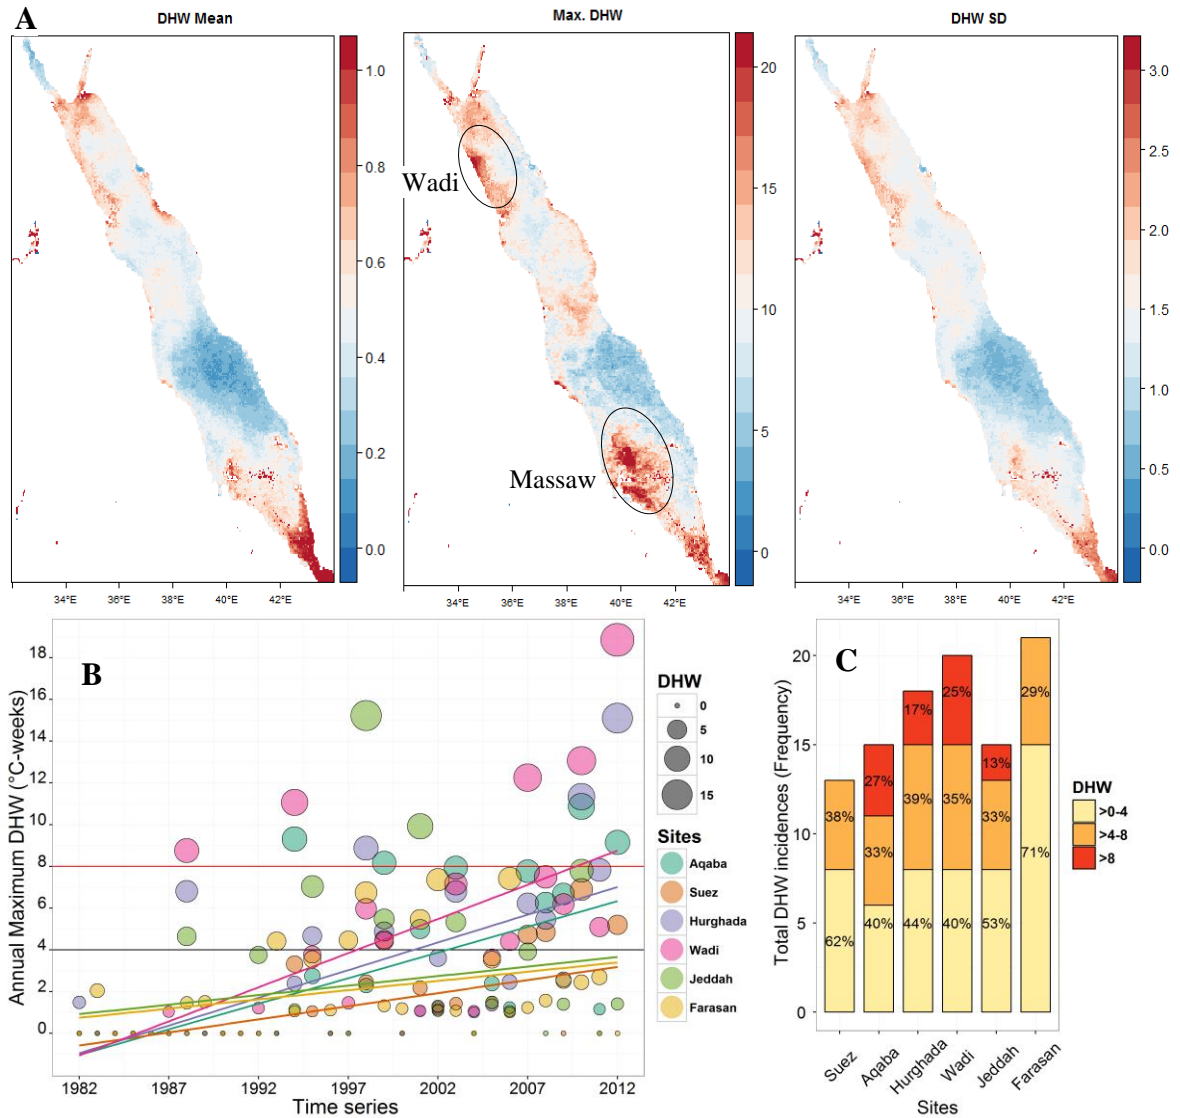 A
DHW Mean
Max. DHW
DHW SD
1.0
0.8
0.6
0.4
0.2
0.0
34°E 36°E 38°E 40°E 42°E
Wadi
Massaw
20
15
10
5
0
34°E 36°E 38°E 40°E 42°E
3.0
2.5
2.0
1.5
1.0
0.5
0.0
34°E 36°E 38°E 40°E 42°E
B
Annual Maximum DHW (°C-weeks)
18
16
14
12
10
8
6
4
2
0
1982 1987 1992 1997 2002 2007 2012
Time series
DHW
0
5
10
15
Sites
Aqaba
Suez
Hurghada
Wadi
Jeddah
Farasan
C
Total DHW incidences (Frequency)
20
15
10
5
0
38%
62%
27%
33%
40%
17%
39%
44%
25%
35%
40%
13%
33%
53%
29%
71%
Suez Aqaba Hurghada Wadi Jeddah Farasan
Sites
DHW
>0-4
>4-8
>8